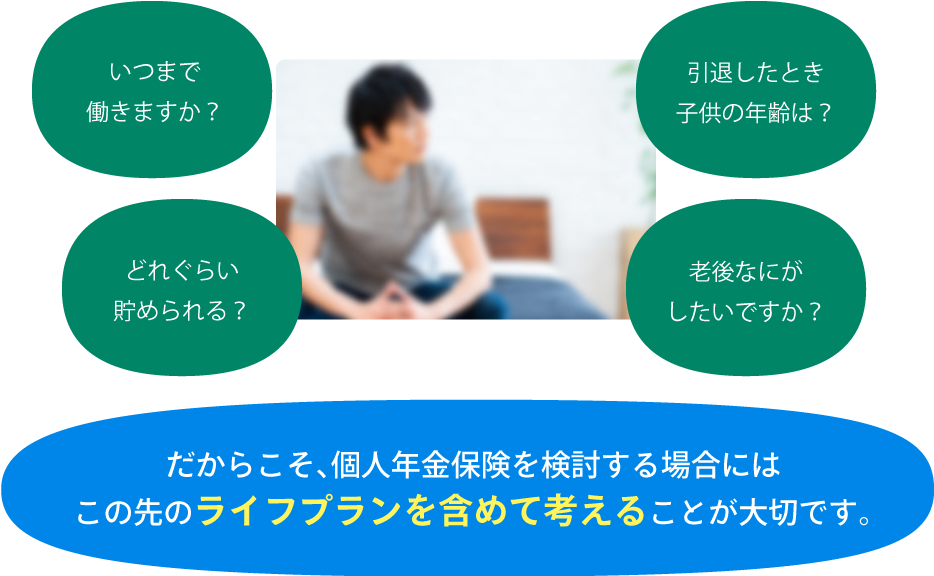 いつまで
働きますか？
引退したとき
子供の年齢は？
どれぐらい
貯められる？
老後なにが
したいですか？
だからこそ、個人年金保険を検討する場合には
この先のライフプランを含めて考えることが大切です。